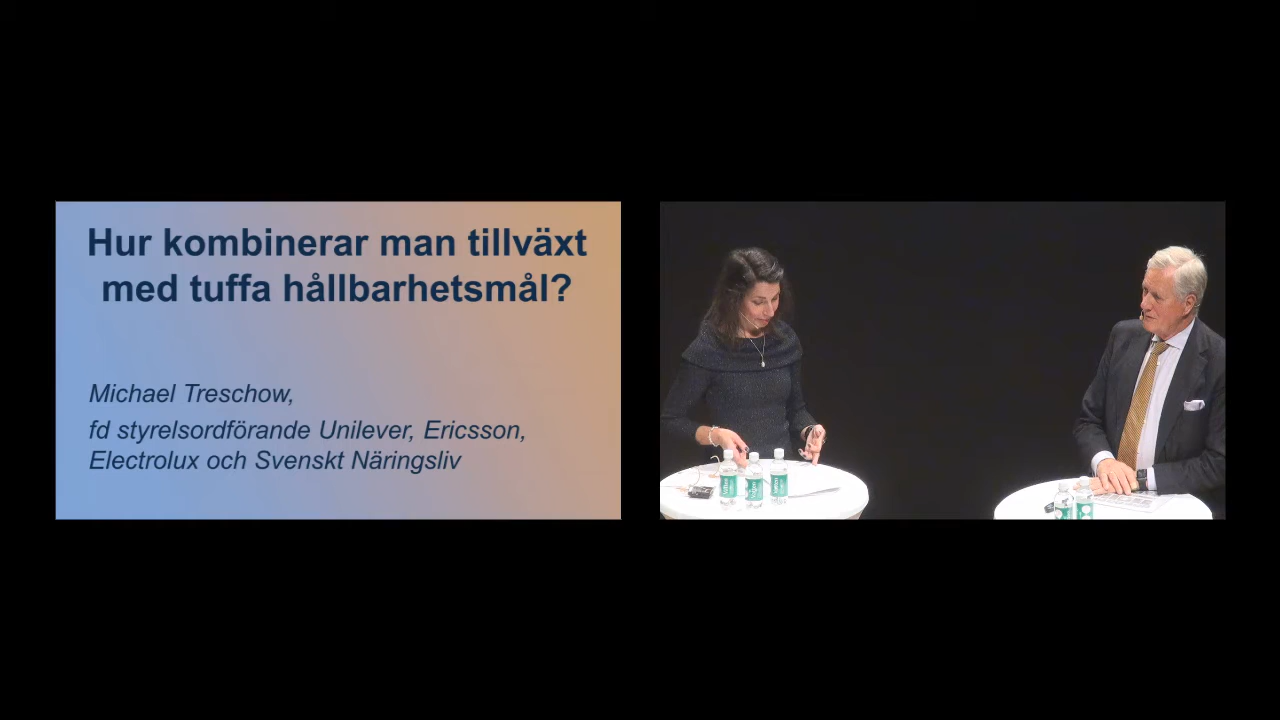 Hur kombinerar man tillväxt
med tuffa hållbarhetsmål?
Michael Treschow,
fd styrelsordförande Unilever, Ericsson,
Electrolux och Svenskt Näringsliv